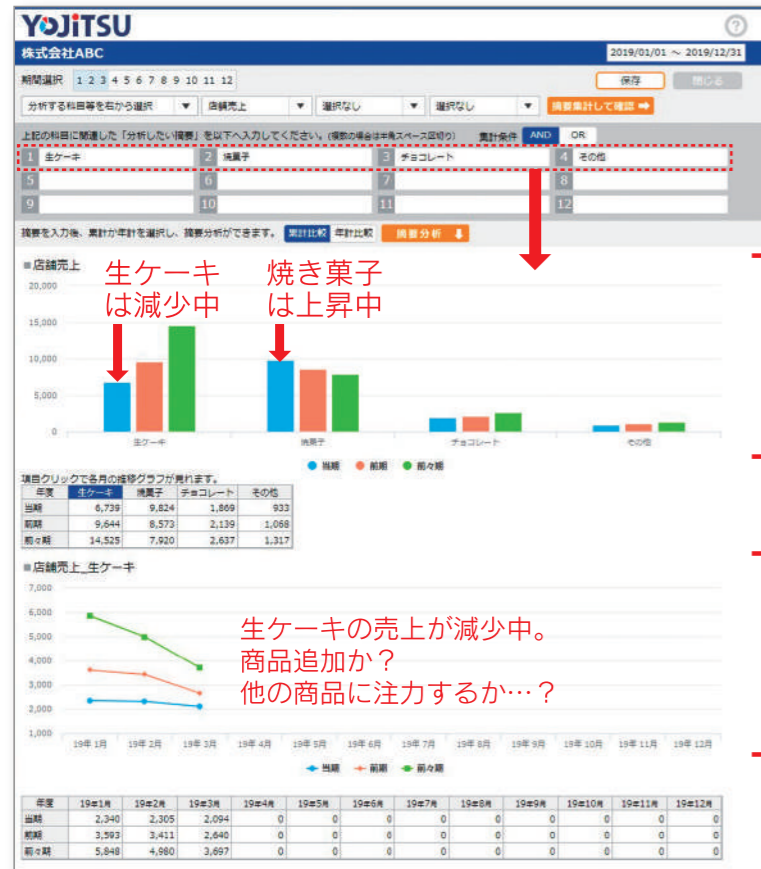 YOJiTSU
?
株式会社ABC 2019/01/01 ～ 2019/12/31
期間選択 1 2 3 4 5 6 7 8 9 10 11 12 保存 閉じる
分析する科目等を右から選択 ▼ 店舗売上 ▼ 選択なし ▼ 選択なし ▼ 摘要集計して確認 ➡
上記の科目に関連した「分析したい摘要」を以下へ入力してください。(複数の場合は半角スペース区切り) 集計条件 AND OR
1 生ケーキ 2 焼菓子 3 チョコレート 4 その他
5 6 7 8
9 10 11 12
摘要を入力後、累計か年計を選択し、摘要分析ができます。 累計比較 年計比較 摘要分析 ⬇
■店舗売上
生ケーキ
は減少中
焼き菓子
は上昇中
20,000
15,000
10,000
5,000
0
生ケーキ 焼菓子 チョコレート その他
● 当期 ● 前期 ● 前々期
項目クリックで各月の推移グラフが見れます。
年度 生ケーキ 焼菓子 チョコレート その他
当期 6,739 9,824 1,869 933
前期 9,644 8,573 2,139 1,068
前々期 14,525 7,920 2,637 1,317
■店舗売上_生ケーキ
7,000
6,000
5,000
4,000
3,000
2,000
1,000
生ケーキの売上が減少中。
商品追加か？
他の商品に注力するか…？
19年 1月 19年 2月 19年 3月 19年 4月 19年 5月 19年 6月 19年 7月 19年 8月 19年 9月 19年 10月 19年 11月 19年 12月
当期 前期 前々期
年度 19年1月 19年2月 19年3月 19年4月 19年5月 19年6月 19年7月 19年8月 19年9月 19年10月 19年11月 19年12月
当期 2,340 2,305 2,094 0 0 0 0 0 0 0 0 0
前期 3,593 3,411 2,640 0 0 0 0 0 0 0 0 0
前々期 5,848 4,980 3,697 0 0 0 0 0 0 0 0 0